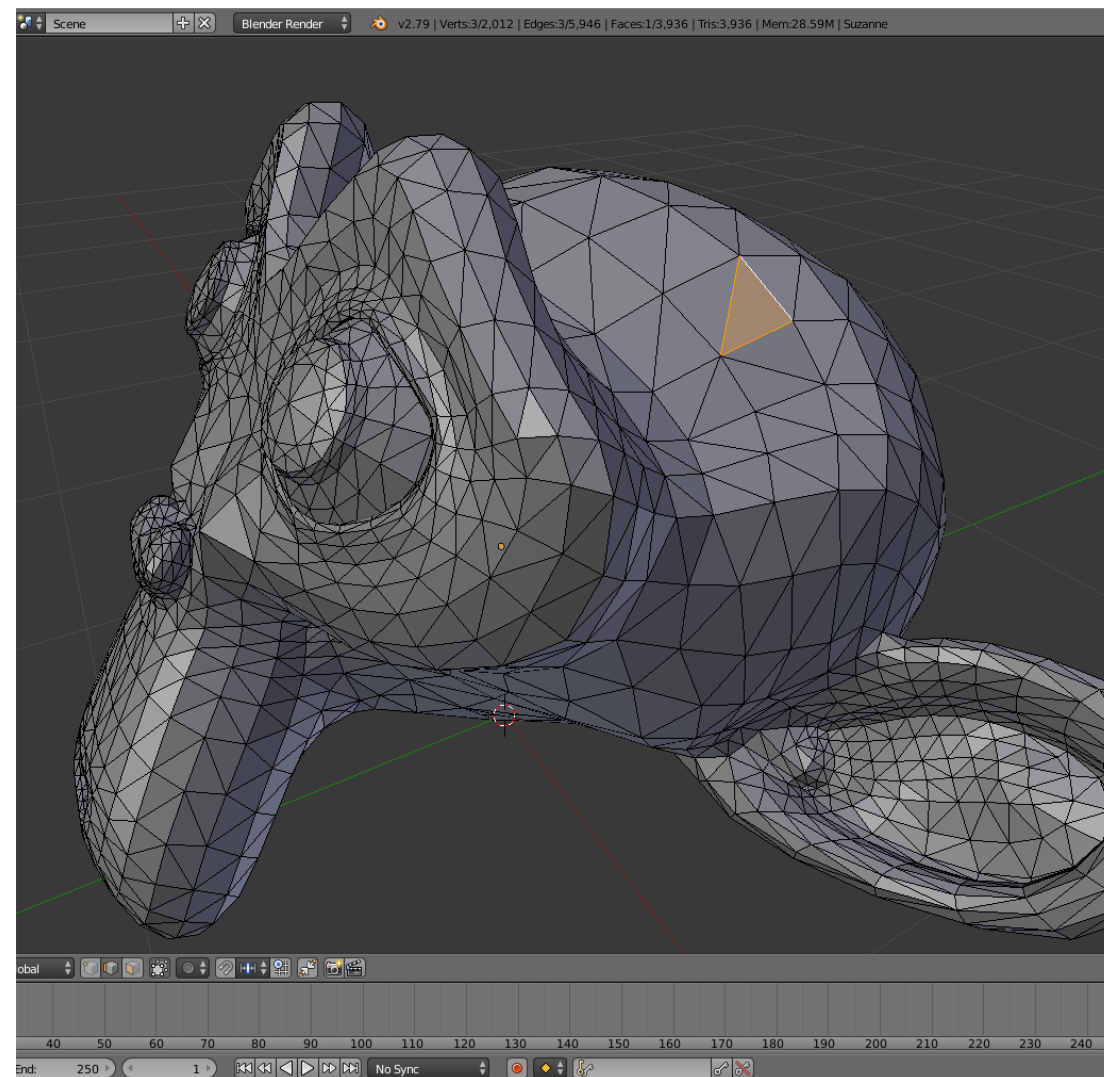 Scene Blender Render v2.79 | Verts:3/2,012 | Edges:3/5,946 | Faces:1/3,936 | Tris:3,936 | Mem:28.59M | Suzanne
obal
40 50 60 70 80 90 100 110 120 130 140 150 160 170 180 190 200 210 220 230 240
End: 250 1 No Sync